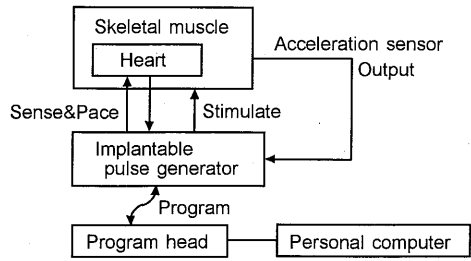 Skeletal muscle
Heart
Acceleration sensor
Output
Sense&Pace
Stimulate
Implantable
pulse generator
Program
Program head
Personal computer